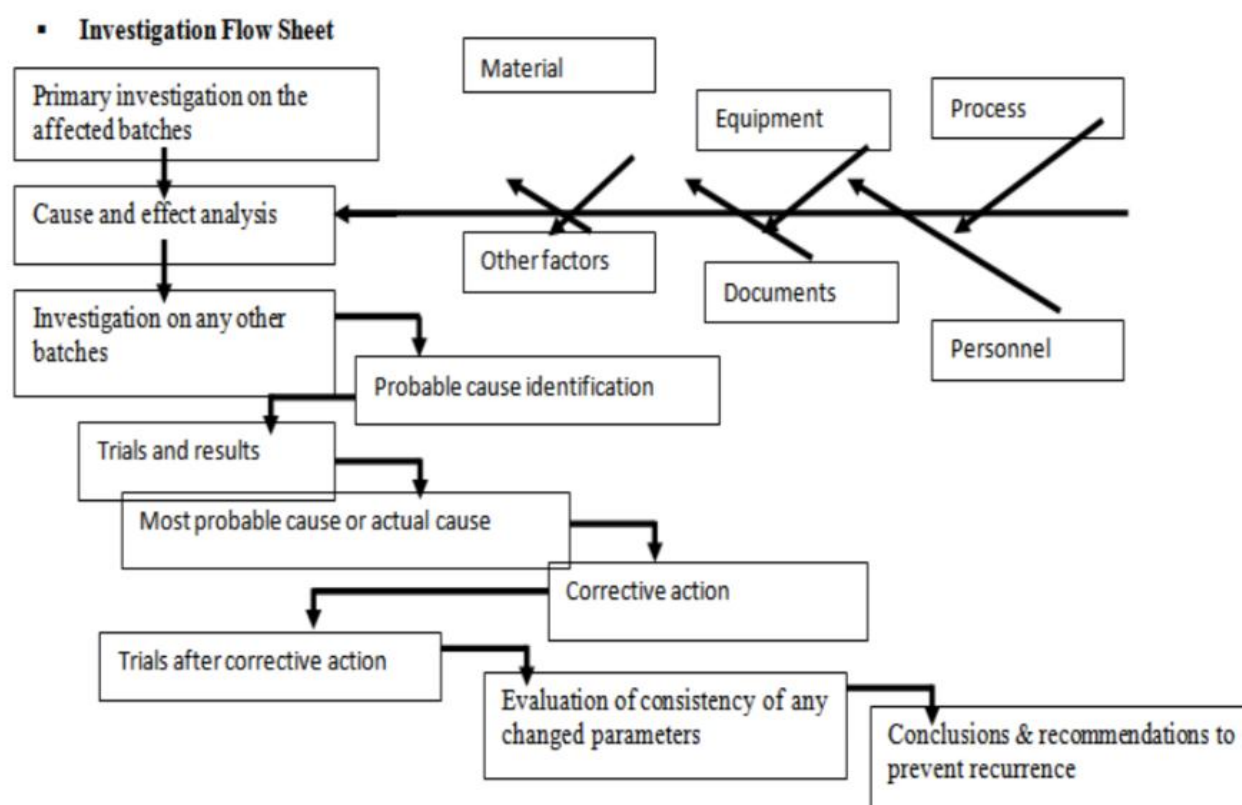 ▪ Investigation Flow Sheet
Primary investigation on the
affected batches
Cause and effect analysis
Investigation on any other
batches
Material
Equipment
Process
Other factors
Documents
Personnel
Probable cause identification
Trials and results
Most probable cause or actual cause
Corrective action
Trials after corrective action
Evaluation of consistency of any
changed parameters
Conclusions & recommendations to
prevent recurrence